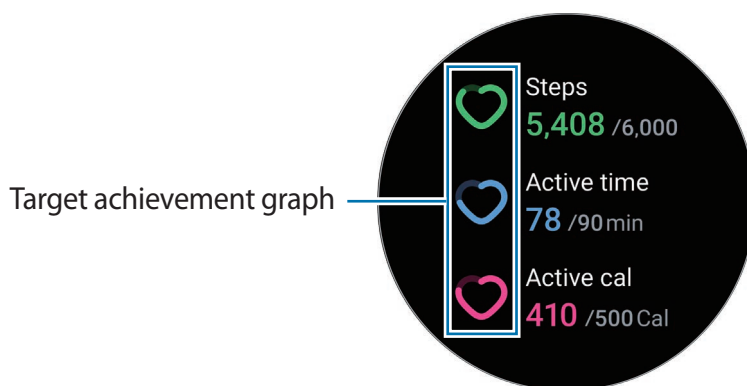 Steps
5,408 /6,000
Target achievement graph
Active time
78 /90 min
Active cal
410 /500 Cal